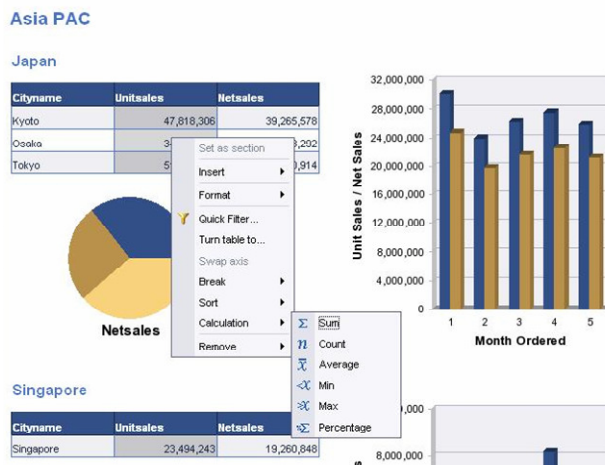 Asia PAC
Japan
Cityname Unitsales Netsales
Kyoto 47,818,306 39,265,578
Osaka
Tokyo
Set as section
Insert
Format
Quick Filter...
Turn table to...
Swap axis
Break
Sort
Calculation
Remove
Σ Sum
n Count
Average
Min
Max
Percentage
Netsales
32,000,000
28,000,000
24,000,000
20,000,000
16,000,000
12,000,000
8,000,000
4,000,000
0
Unit Sales / Net Sales
1 2 3 4 5
Month Ordered
Singapore
Cityname Unitsales Netsales
Singapore 23,494,243 19,260,848
8,000,000